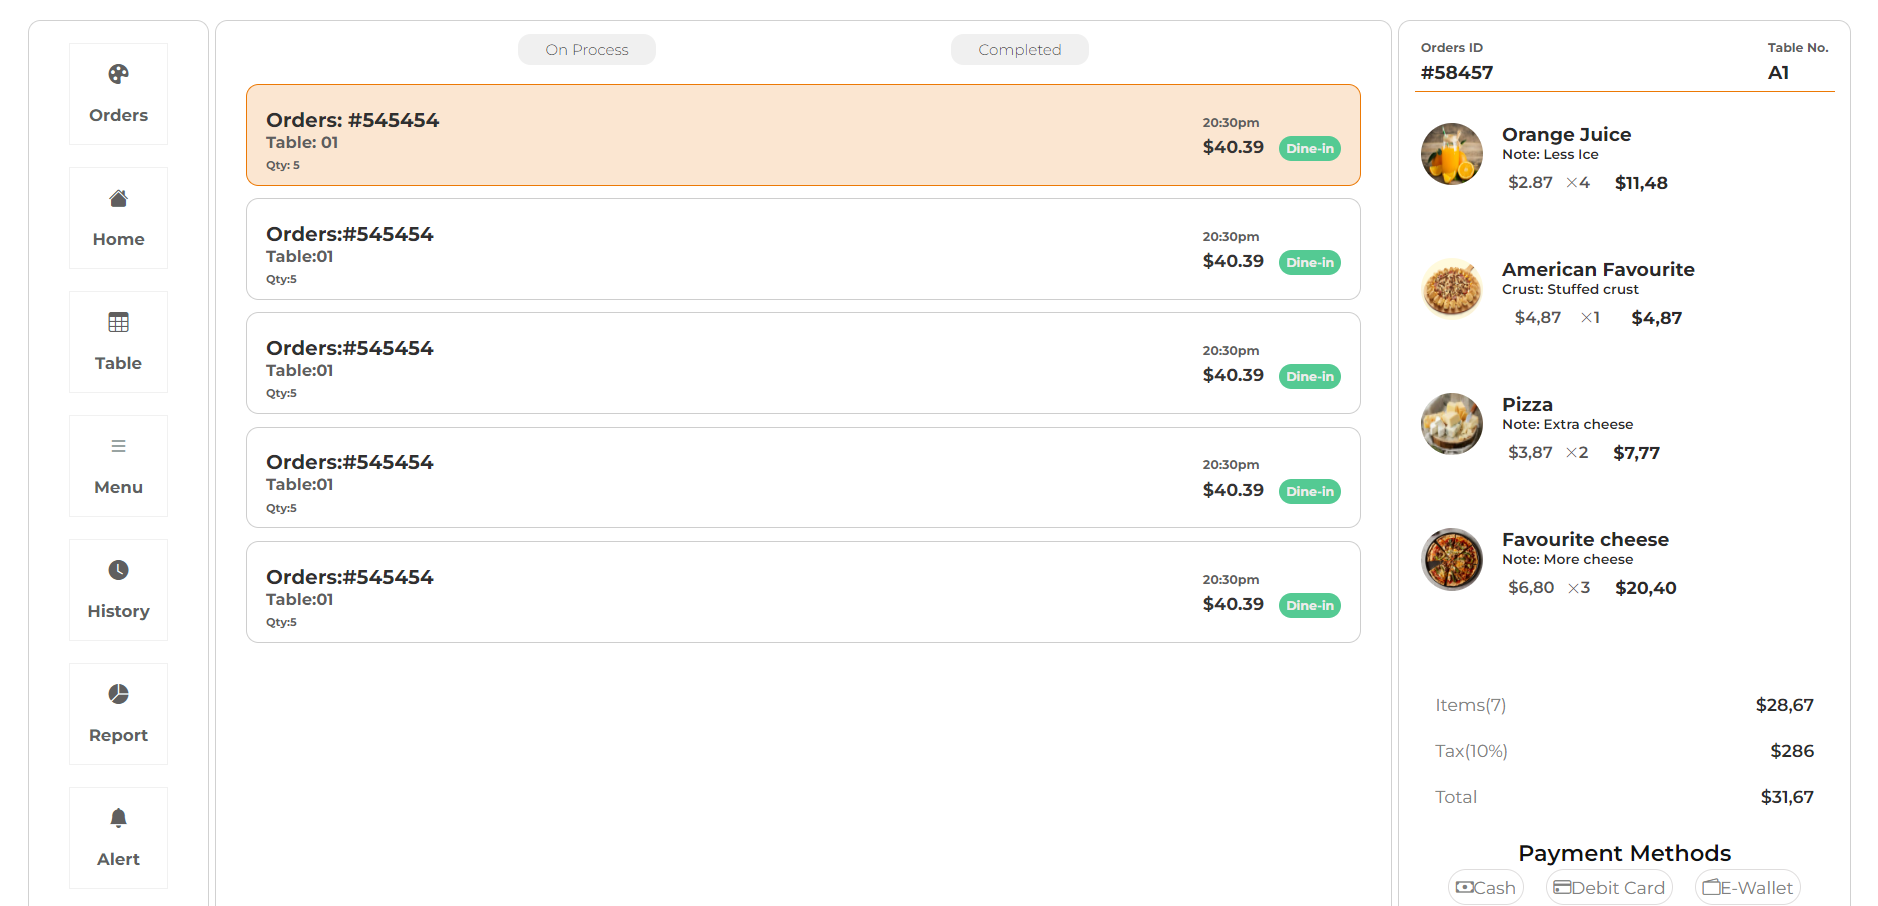 Orders
Home
Table
Menu
History
Report
Alert
On Process
Completed
Orders: #545454
Table: 01
Qty: 5
20:30pm
$40.39 Dine-in
Orders:#545454
Table:01
Qty:5
20:30pm
$40.39 Dine-in
Orders:#545454
Table:01
Qty:5
20:30pm
$40.39 Dine-in
Orders:#545454
Table:01
Qty:5
20:30pm
$40.39 Dine-in
Orders:#545454
Table:01
Qty:5
20:30pm
$40.39 Dine-in
Orders ID
#58457
Table No.
A1
Orange Juice
Note: Less Ice
$2.87 ×4 $11,48
American Favourite
Crust: Stuffed crust
$4,87 ×1 $4,87
Pizza
Note: Extra cheese
$3,87 ×2 $7,77
Favourite cheese
Note: More cheese
$6,80 ×3 $20,40
Items(7) $28,67
Tax(10%) $286
Total $31,67
Payment Methods
Cash Debit Card E-Wallet